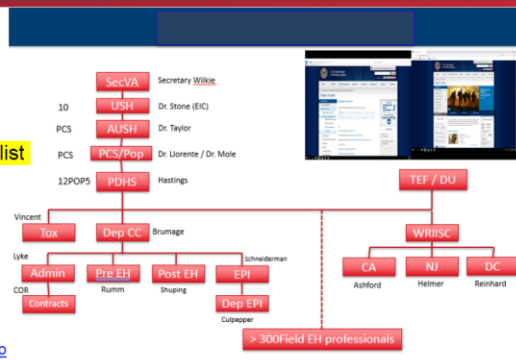 SecVA Secretary Wilkie
10 USH Dr. Stone (EIC)
PCS AUSH Dr. Taylor
list
PCS PCS/Pop Dr. Llorente / Dr. Mole
12POP5 PDHS Hastings
TEF / DU
Vincent
Tox Dep CC Brumage WRIISC
Lyke Schneiderman
Admin Pre EH Post EH EPI CA NJ DC
COR Rumm Shuping Ashford Helmer Reinhard
Contracts Dep EPI
Culpepper
> 300Field EH professionals